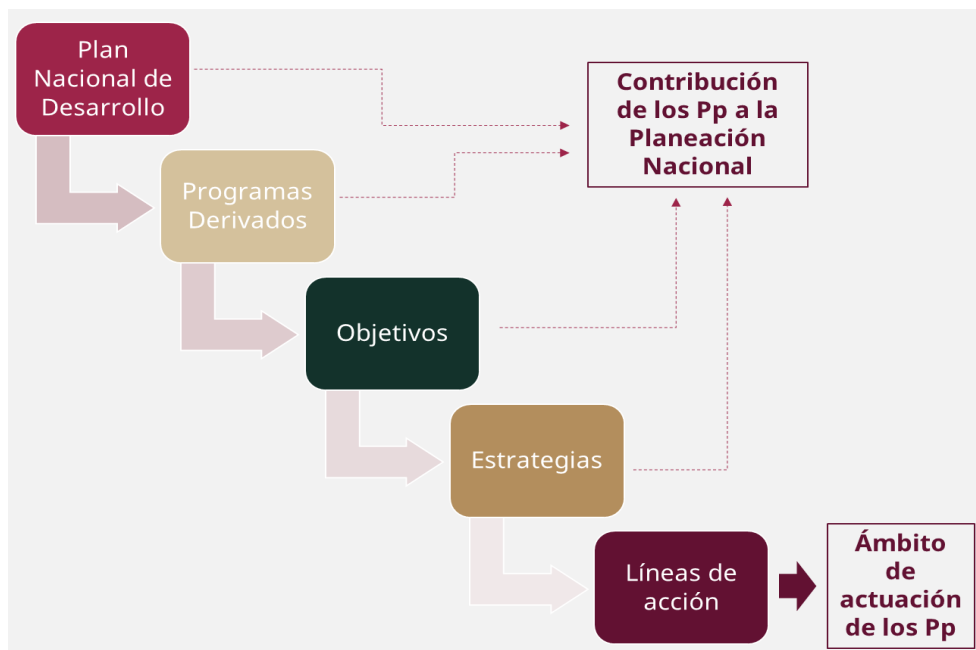 Plan
Nacional de
Desarrollo
Contribución
de los Pp a la
Planeación
Nacional
Programas
Derivados
Objetivos
Estrategias
Líneas de
acción
Ámbito
de
actuación
de los Pp